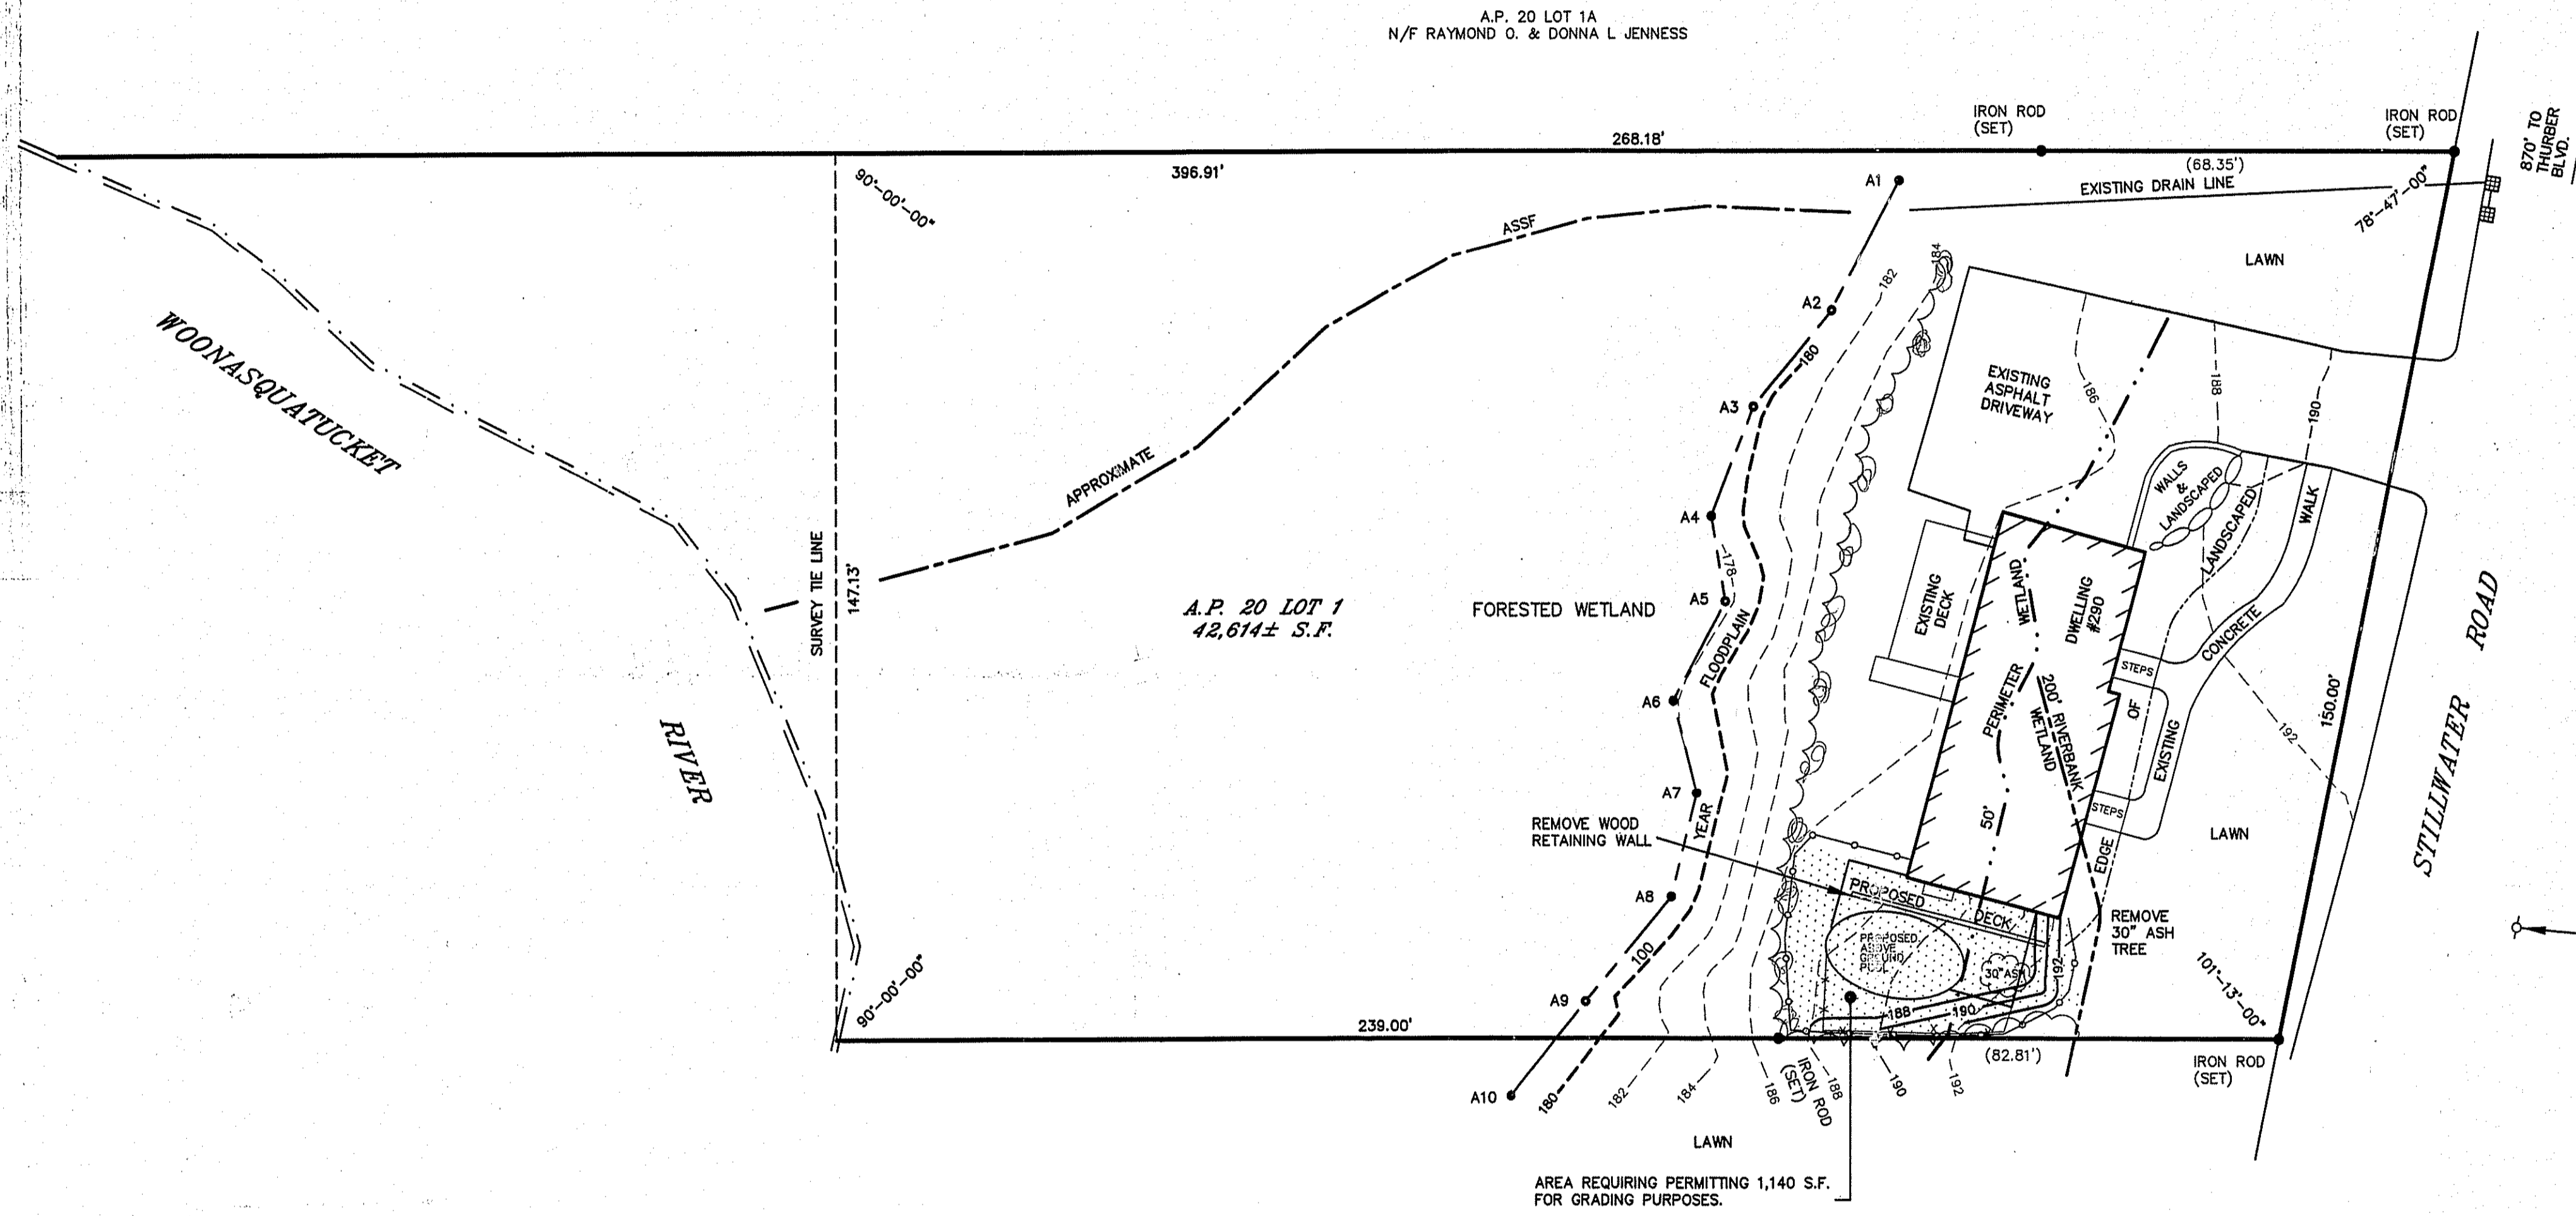 A.P. 20 LOT 1A
N/F RAYMOND O. & DONNA L JENNESS
IRON ROD
(SET)
IRON ROD
(SET)
870' TO
THURBER
BLVD.
268.18'
396.91'
(68.35')
EXISTING DRAIN LINE
78°-47'-00"
90°-00'-00"
A1
ASSF
APPROXIMATE
LAWN
184
182
A2
180
A3
EXISTING
ASPHALT
DRIVEWAY
186
188
190
WOONASQUATUCKET
RIVER
WALLS
&
LANDSCAPED
LANDSCAPED
WALK
A4
178
A5
SURVEY TIE LINE
147.13'
A.P. 20 LOT 1
42,614± S.F.
FORESTED WETLAND
FLOODPLAIN
EXISTING
DECK
WETLAND
DWELLING
#290
CONCRETE
STEPS
PERIMETER
200' RIVERBANK
WETLAND
OF
EXISTING
192
150.00'
STILLWATER ROAD
A6
A7
YEAR
50'
STEPS
EDGE
LAWN
REMOVE WOOD
RETAINING WALL
A8
PROPOSED
DECK
REMOVE
30" ASH
TREE
100
PROPOSED
ABOVE
GROUND
POOL
30" ASH
192
A9
188
190
101°-13'-00"
90°-00'-00"
239.00'
(82.81')
IRON ROD
(SET)
A10
180
182
184
186
188
IRON ROD
(SET)
190
192
LAWN
AREA REQUIRING PERMITTING 1,140 S.F.
FOR GRADING PURPOSES.